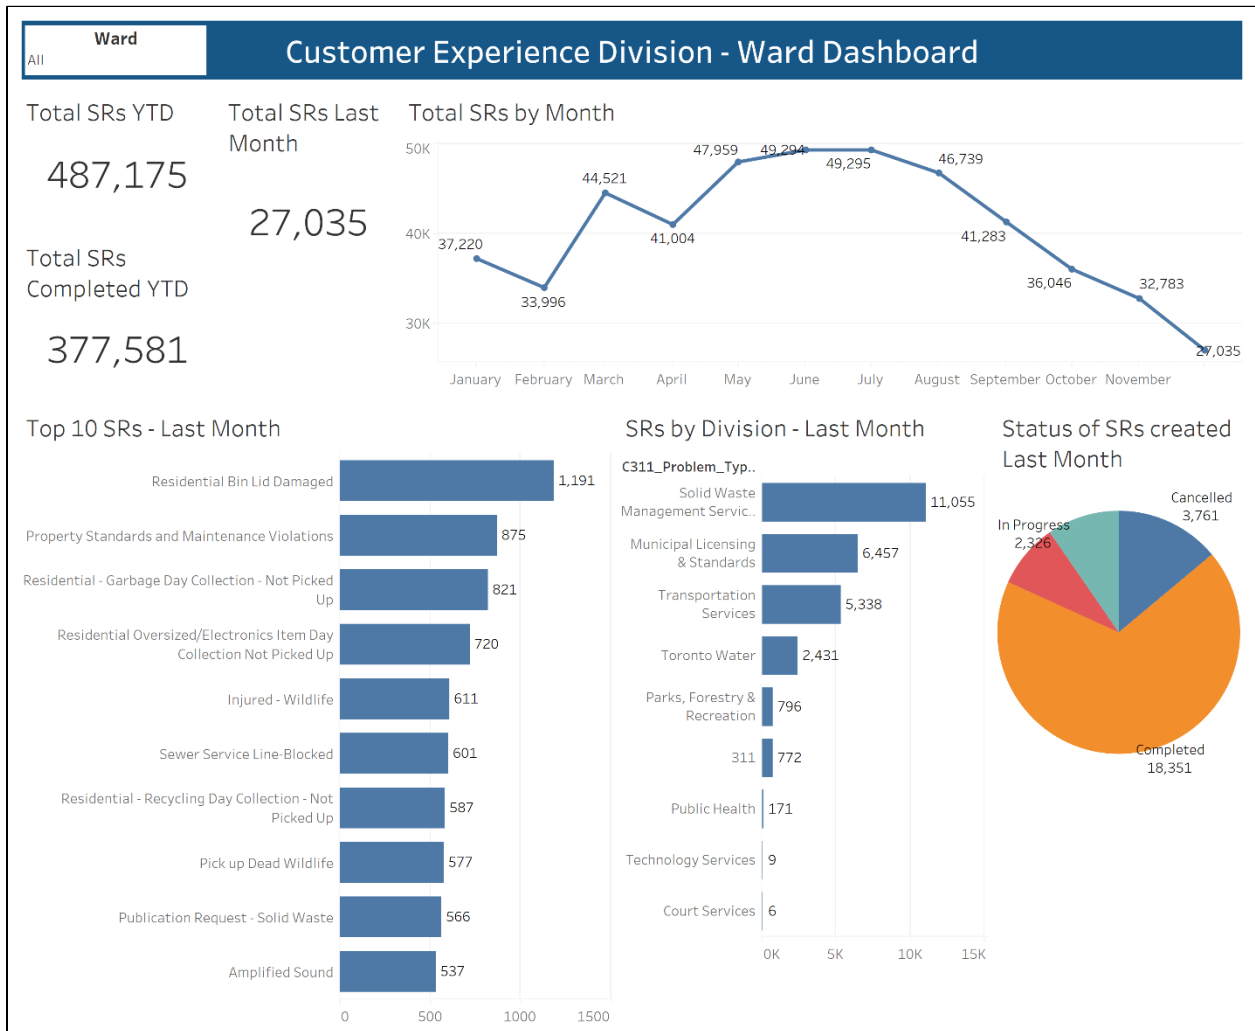 Ward
All
Customer Experience Division - Ward Dashboard
Total SRs YTD
487,175
Total SRs Last
Month
27,035
Total SRs
Completed YTD
377,581
Total SRs by Month
50K
40K
30K
37,220
33,996
44,521
41,004
47,959
49,294
49,295
46,739
41,283
36,046
32,783
27,035
January
February
March
April
May
June
July
August
September
October
November
Top 10 SRs - Last Month
Residential Bin Lid Damaged
1,191
Property Standards and Maintenance Violations
875
Residential - Garbage Day Collection - Not Picked
Up
821
Residential Oversized/Electronics Item Day
Collection Not Picked Up
720
Injured - Wildlife
611
Sewer Service Line-Blocked
601
Residential - Recycling Day Collection - Not
Picked Up
587
Pick up Dead Wildlife
577
Publication Request - Solid Waste
566
Amplified Sound
537
0
500
1000
1500
SRs by Division - Last Month
C311_Problem_Typ..
Solid Waste
Management Servic..
11,055
Municipal Licensing
& Standards
6,457
Transportation
Services
5,338
Toronto Water
2,431
Parks, Forestry &
Recreation
796
311
772
Public Health
171
Technology Services
9
Court Services
6
0K
5K
10K
15K
Status of SRs created
Last Month
Cancelled
3,761
In Progress
2,326
Completed
18,351